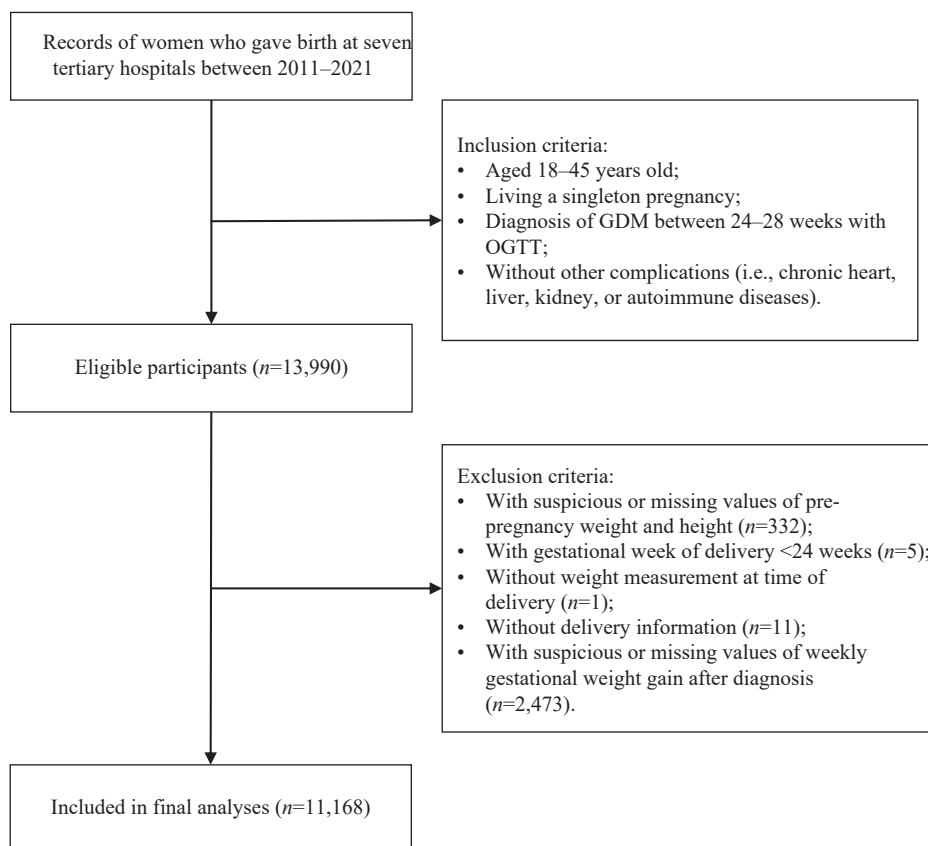 Records of women who gave birth at seven
tertiary hospitals between 2011–2021
Inclusion criteria:
• Aged 18–45 years old;
• Living a singleton pregnancy;
• Diagnosis of GDM between 24–28 weeks with
OGTT;
• Without other complications (i.e., chronic heart,
liver, kidney, or autoimmune diseases).
Eligible participants (n=13,990)
Exclusion criteria:
• With suspicious or missing values of pre-
pregnancy weight and height (n=332);
• With gestational week of delivery <24 weeks (n=5);
• Without weight measurement at time of
delivery (n=1);
• Without delivery information (n=11);
• With suspicious or missing values of weekly
gestational weight gain after diagnosis
(n=2,473).
Included in final analyses (n=11,168)